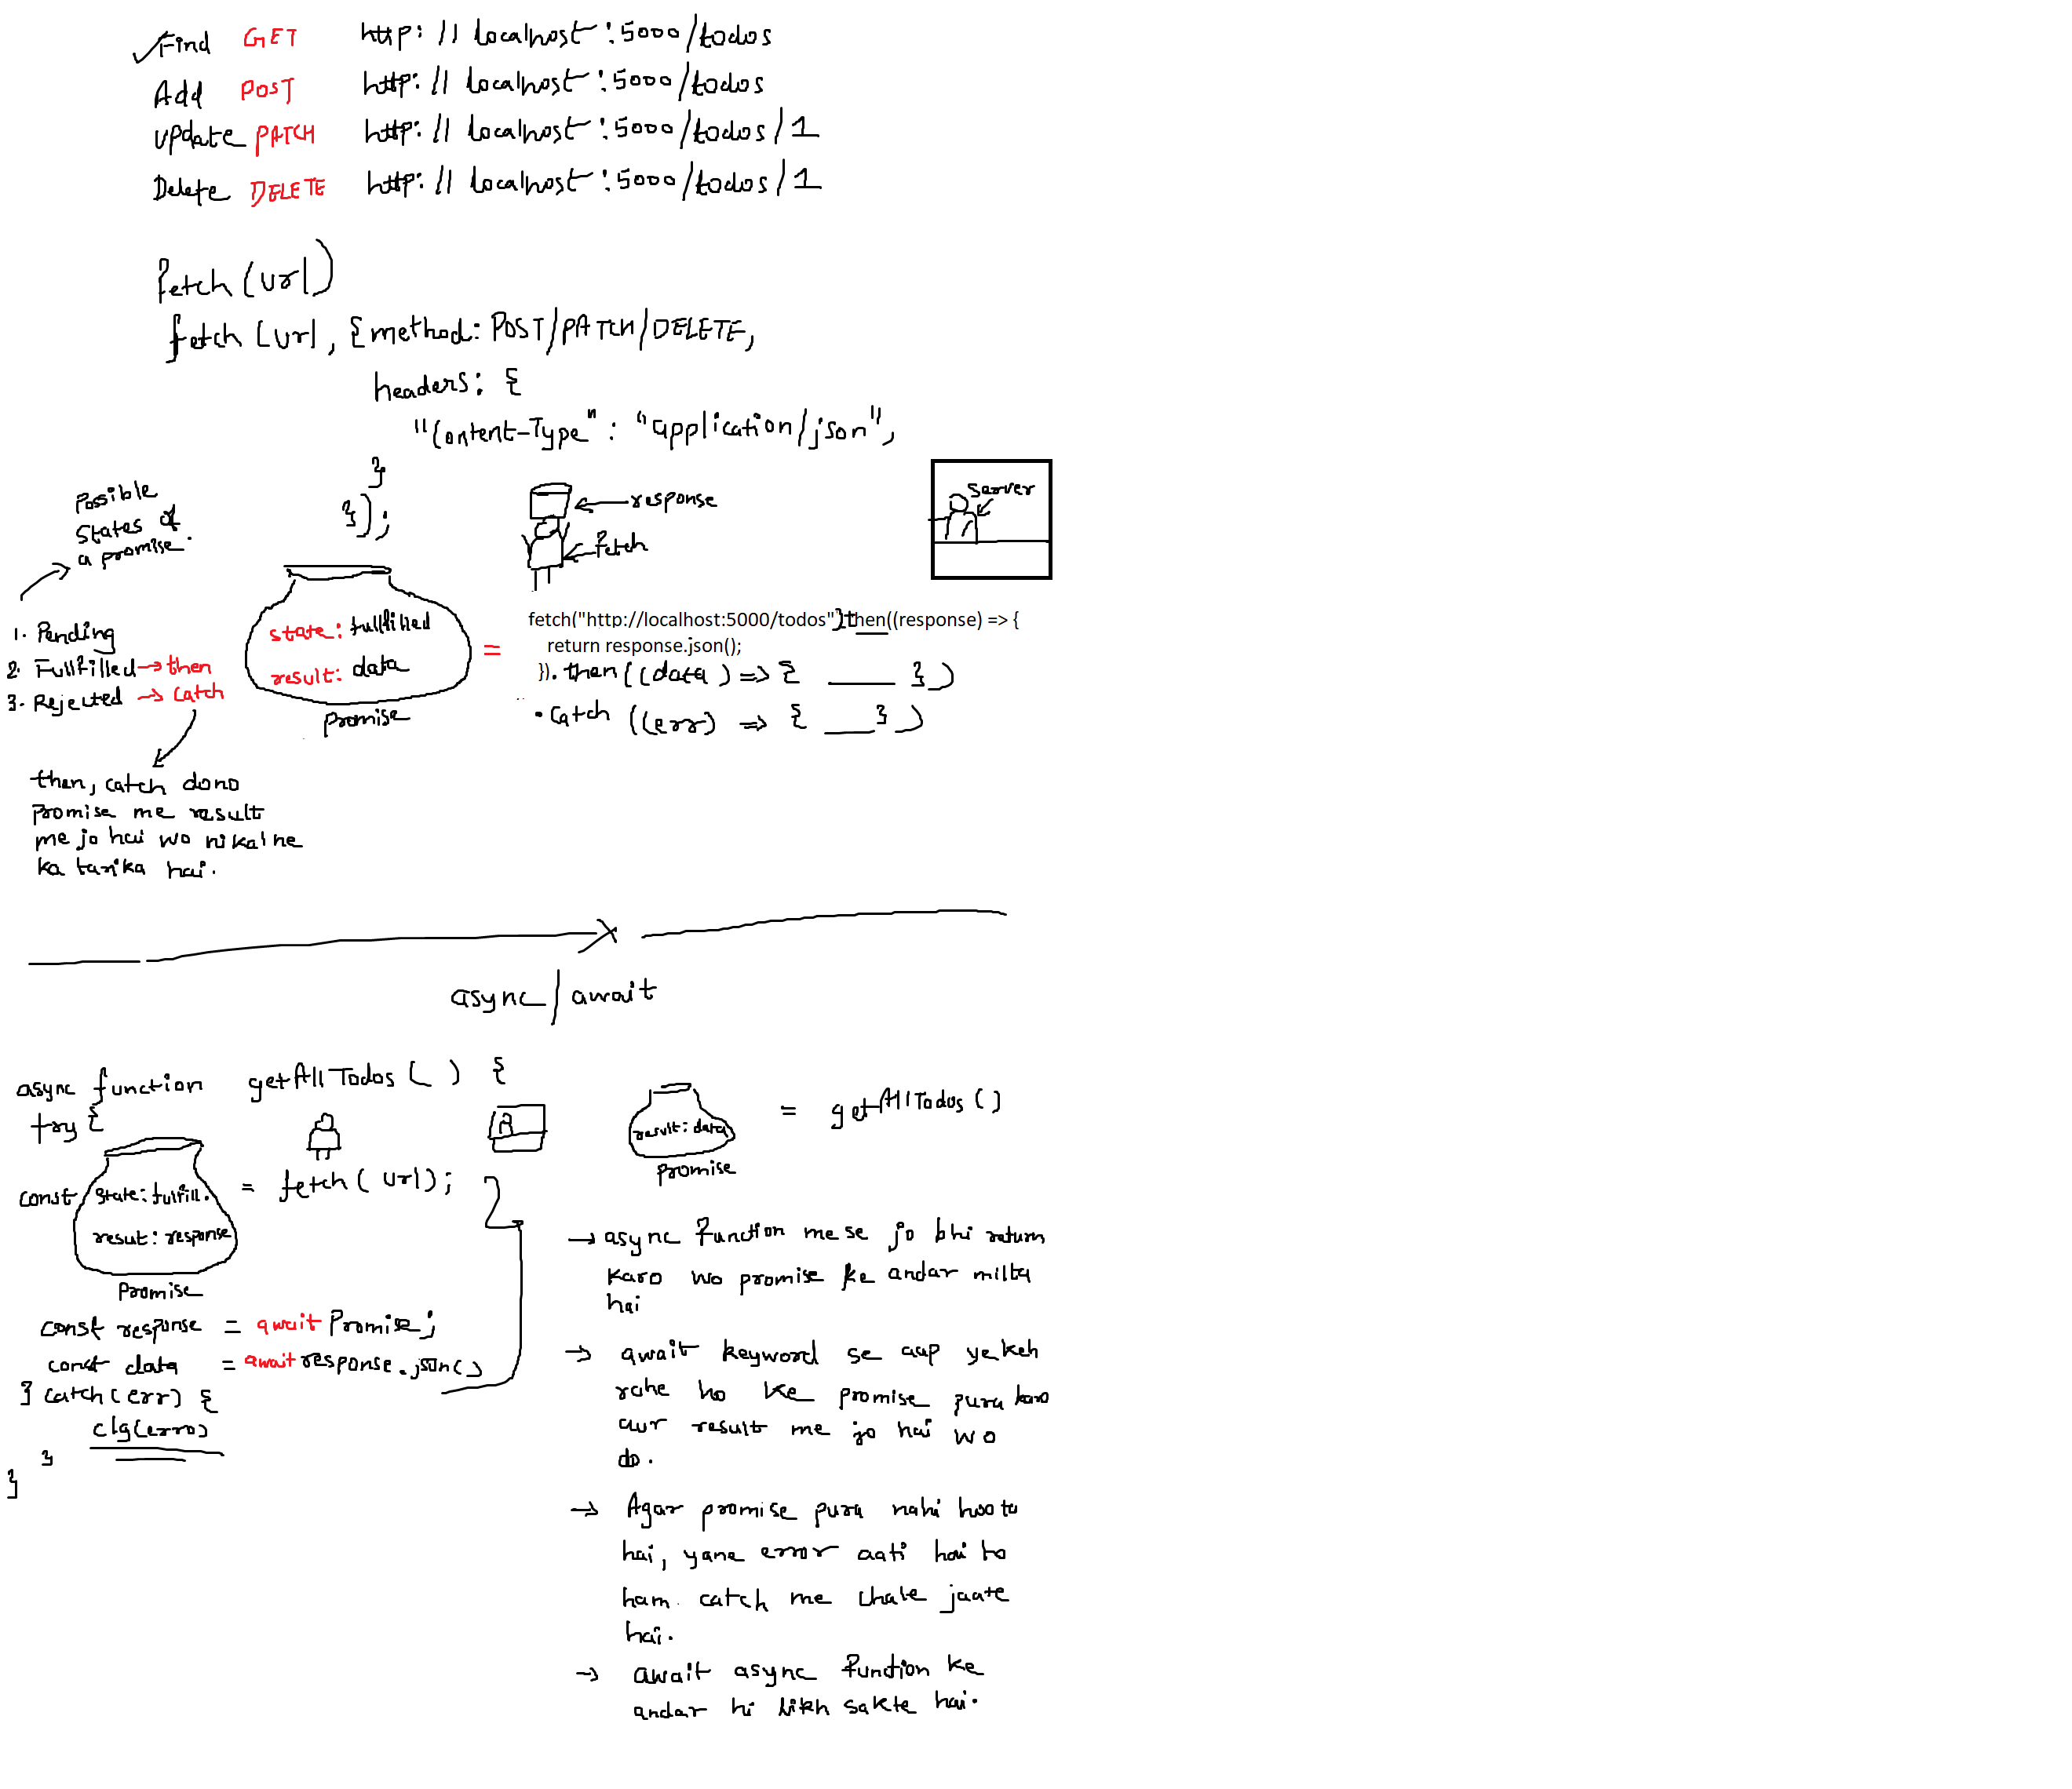 Find GET http://localhost:5000/todos
Add POST http://localhost:5000/todos
Update PATCH http://localhost:5000/todos/1
Delete DELETE http://localhost:5000/todos/1
fetch(url)
fetch(url, {method: POST/PATCH/DELETE,
headers: {
"Content-Type": "application/json",
}
});
Possible
States of
a promise.
1. Pending
2. Fullfilled → then
3. Rejected → catch
then, catch dono
promise me result
me jo hai wo nikalne
ka tarika hai.
state: fullfilled
result: data
Promise
=
response
fetch
Server
fetch("http://localhost:5000/todos").then((response) => {
return response.json();
}). then((data) => { ____ })
.catch ((err) => { ____ })
async/await
async function getAllTodos() {
try {
const
state: fulfill.
result: response
Promise
= fetch(url);
const response = await Promise;
const data = await response.json()
} catch(err) {
clg(erro)
}
}
result: data
promise
= getAllTodos()
→ async function me se jo bhi return
karo wo promise ke andar milta
hai
→ await keyword se aap ye keh
rahe ho ke promise pura karo
aur result me jo hai wo
do.
→ Agar promise pura nahi hoota
hai, yane error aati hai to
ham catch me chale jaate
hai.
→ await async function ke
andar hi likh sakte hai.